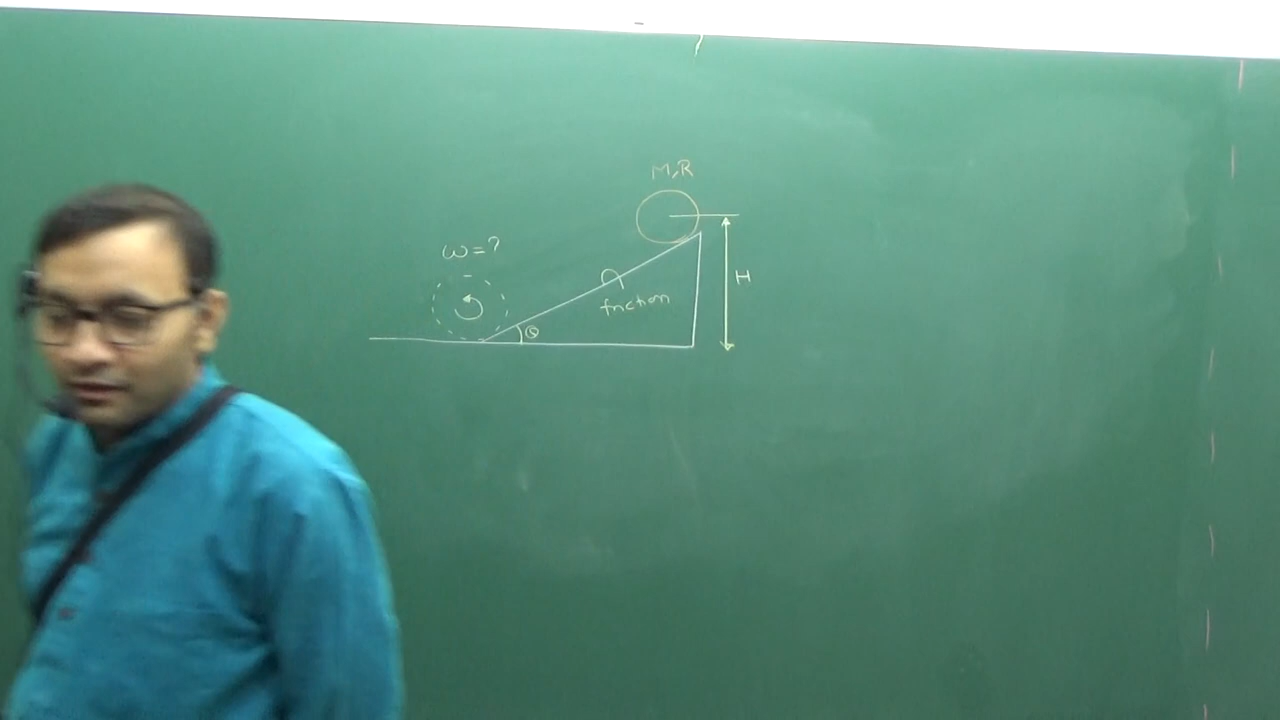 M,R
ω=?
H
friction
θ